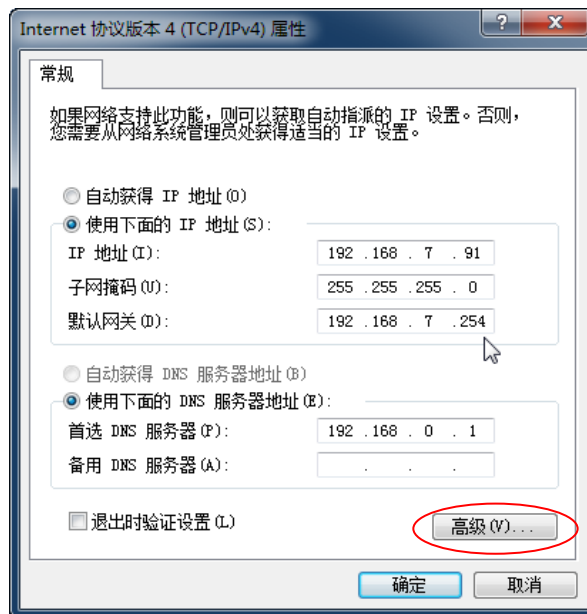 Internet 协议版本 4 (TCP/IPv4) 属性
常规
如果网络支持此功能，则可以获取自动指派的 IP 设置。否则，
您需要从网络系统管理员处获得适当的 IP 设置。
自动获得 IP 地址(O)
使用下面的 IP 地址(S):
IP 地址(I): 192 .168 . 7 . 91
子网掩码(U): 255 .255 .255 . 0
默认网关(D): 192 .168 . 7 .254
自动获得 DNS 服务器地址(B)
使用下面的 DNS 服务器地址(E):
首选 DNS 服务器(P): 192 .168 . 0 . 1
备用 DNS 服务器(A): . . .
退出时验证设置(L)
高级(V)...
确定
取消